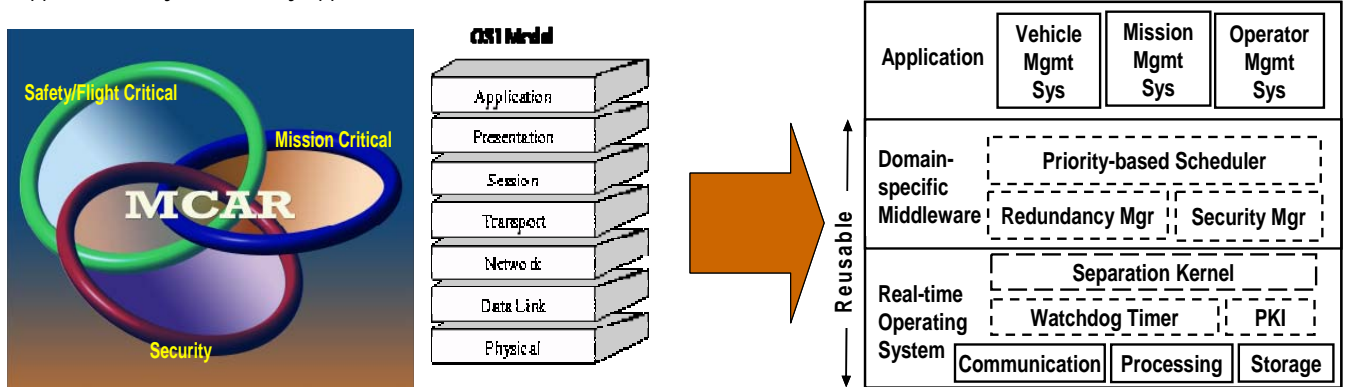 Safety/Flight Critical
Mission Critical
MCAR
Security
OSI Model
Application
Presentation
Session
Transport
Network
Data Link
Physical
Reusable
Application
Vehicle
Mgmt
Sys
Mission
Mgmt
Sys
Operator
Mgmt
Sys
Domain-
specific
Middleware
Priority-based Scheduler
Redundancy Mgr
Security Mgr
Real-time
Operating
System
Separation Kernel
Watchdog Timer
PKI
Communication
Processing
Storage